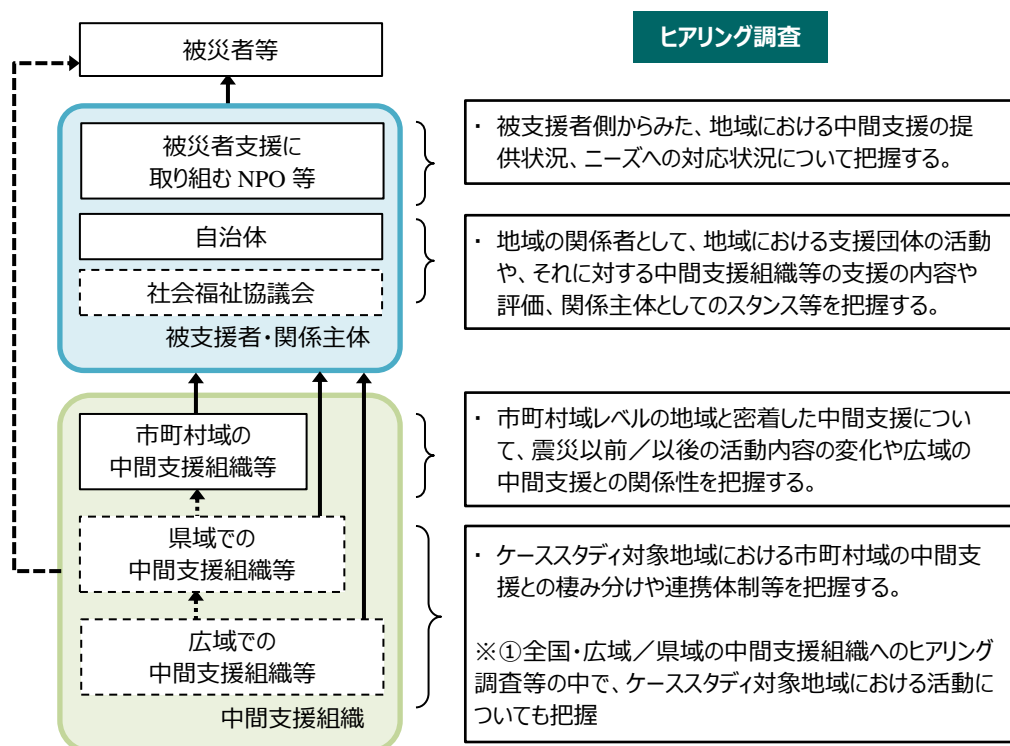 被災者等
ヒアリング調査
被災者支援に
取り組む NPO 等
・ 被支援者側からみた、地域における中間支援の提
供状況、ニーズへの対応状況について把握する。
自治体
社会福祉協議会
被支援者・関係主体
・ 地域の関係者として、地域における支援団体の活動
や、それに対する中間支援組織等の支援の内容や
評価、関係主体としてのスタンス等を把握する。
市町村域の
中間支援組織等
・ 市町村域レベルの地域と密着した中間支援につい
て、震災以前／以後の活動内容の変化や広域の
中間支援との関係性を把握する。
県域での
中間支援組織等
広域での
中間支援組織等
中間支援組織
・ ケーススタディ対象地域における市町村域の中間支
援との棲み分けや連携体制等を把握する。
※①全国・広域／県域の中間支援組織へのヒアリング
調査等の中で、ケーススタディ対象地域における活動に
ついても把握